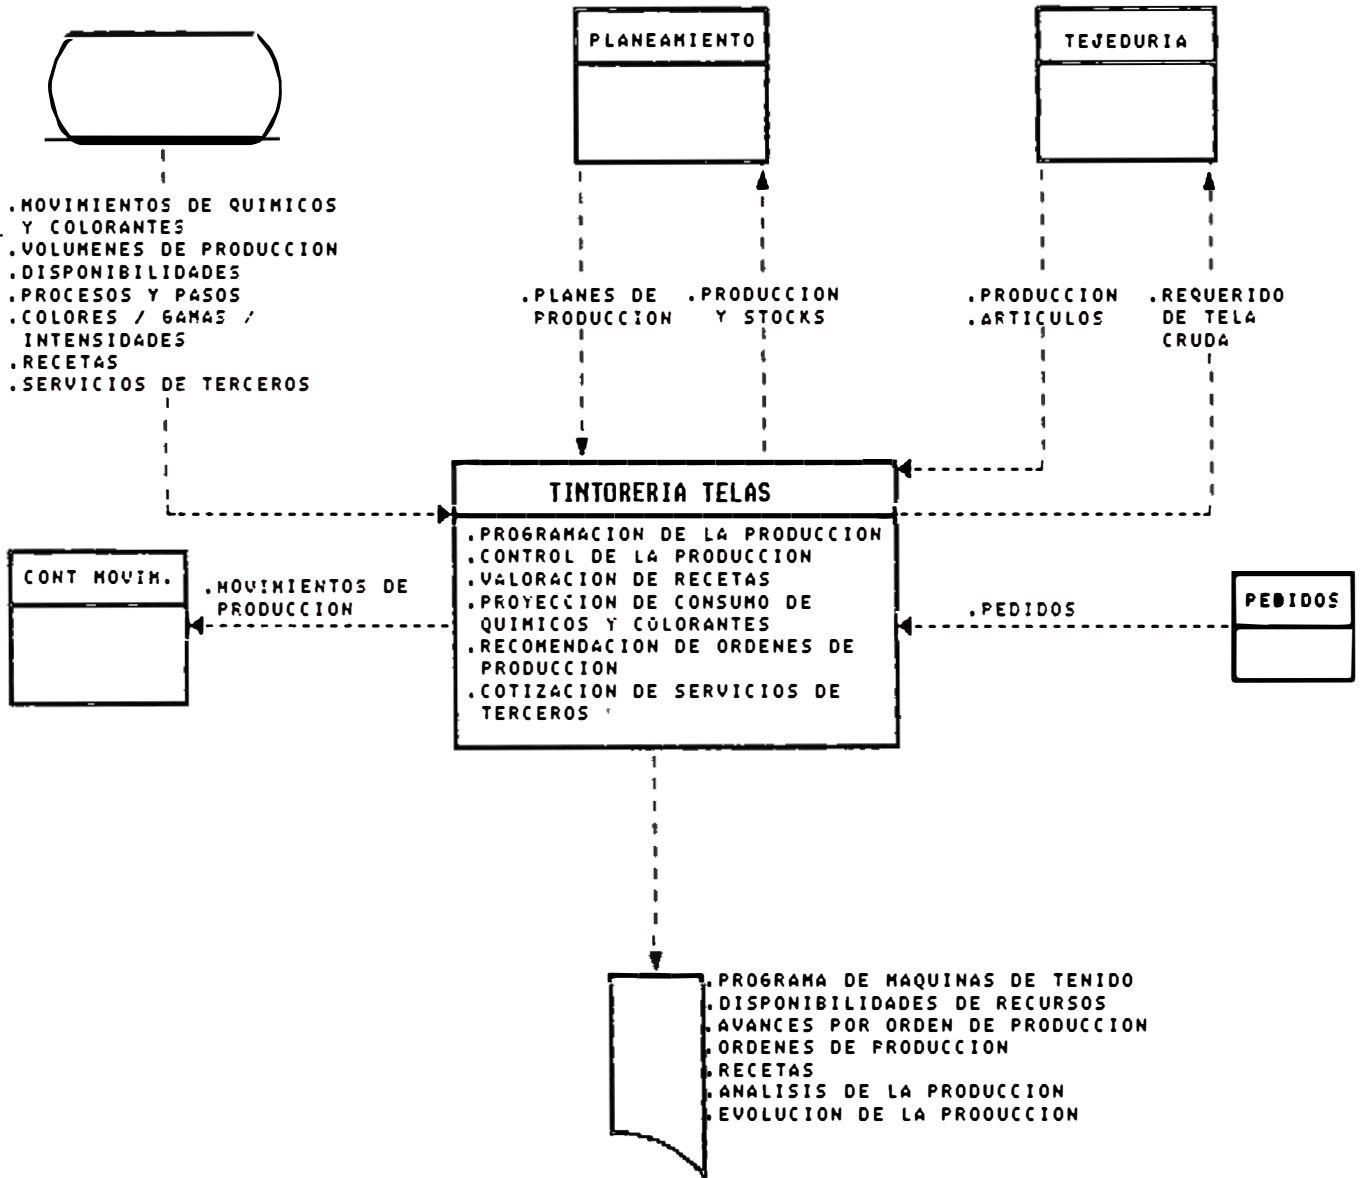 PLANEAMIENTO
TEJEDURIA
.MOVIMIENTOS DE QUIMICOS
Y COLORANTES
.VOLUMENES DE PRODUCCION
.DISPONIBILIDADES
.PROCESOS Y PASOS
.COLORES / GAMAS /
INTENSIDADES
.RECETAS
.SERVICIOS DE TERCEROS
.PLANES DE
PRODUCCION
.PRODUCCION
Y STOCKS
.PRODUCCION
.ARTICULOS
.REQUERIDO
DE TELA
CRUDA
TINTORERIA TELAS
.PROGRAMACION DE LA PRODUCCION
.CONTROL DE LA PRODUCCION
.VALORACION DE RECETAS
.PROYECCION DE CONSUMO DE
QUIMICOS Y COLORANTES
.RECOMENDACION DE ORDENES DE
PRODUCCION
.COTIZACION DE SERVICIOS DE
TERCEROS
CONT MOVIM.
.MOVIMIENTOS DE
PRODUCCION
.PEDIDOS
PEDIDOS
.PROGRAMA DE MAQUINAS DE TENIDO
.DISPONIBILIDADES DE RECURSOS
.AVANCES POR ORDEN DE PRODUCCION
.ORDENES DE PRODUCCION
.RECETAS
.ANALISIS DE LA PRODUCCION
.EVOLUCION DE LA PRODUCCION